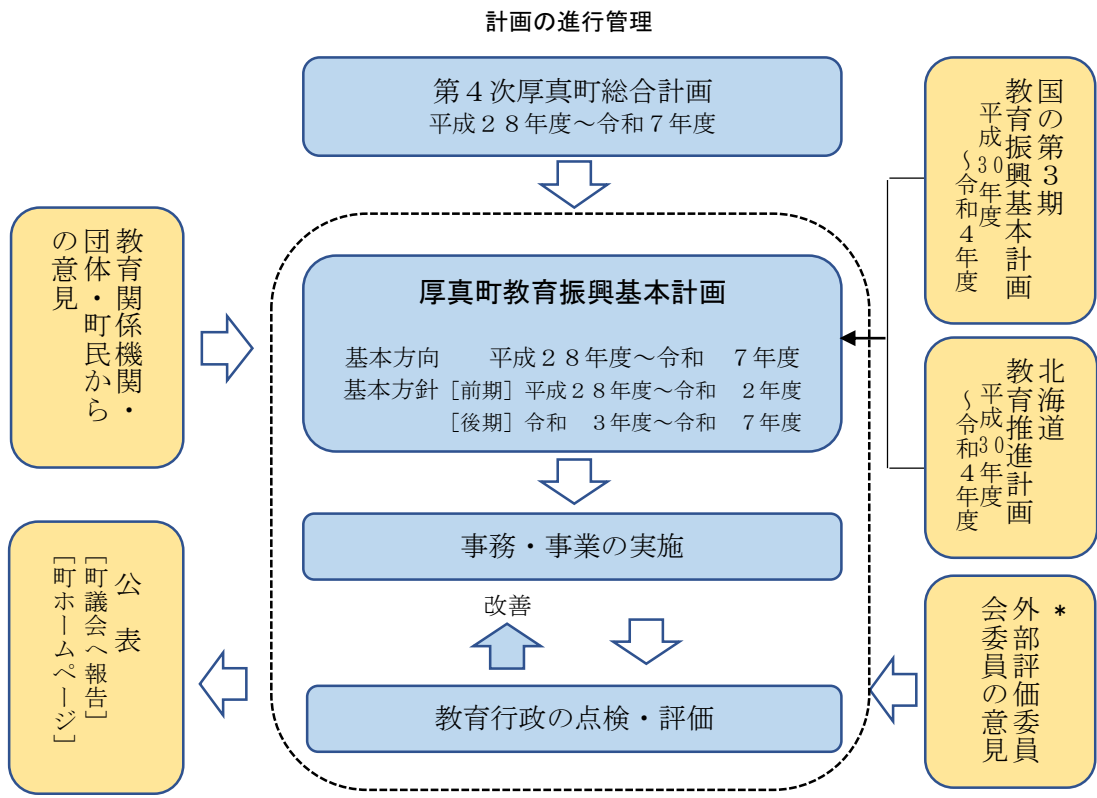 計画の進行管理
第４次厚真町総合計画
平成２８年度～令和７年度
国の第３期
教育振興基本計画
平成30年度
～令和４年度
教育関係機関・
団体・町民から
の意見
厚真町教育振興基本計画
基本方向　平成２８年度～令和　７年度
基本方針［前期］平成２８年度～令和　２年度
［後期］令和　３年度～令和　７年度
北海道
教育推進計画
平成30年度
～令和４年度
事務・事業の実施
改善
教育行政の点検・評価
＊
外部評価委員
会委員の意見
公　表
［町議会へ報告］
［町ホームページ］